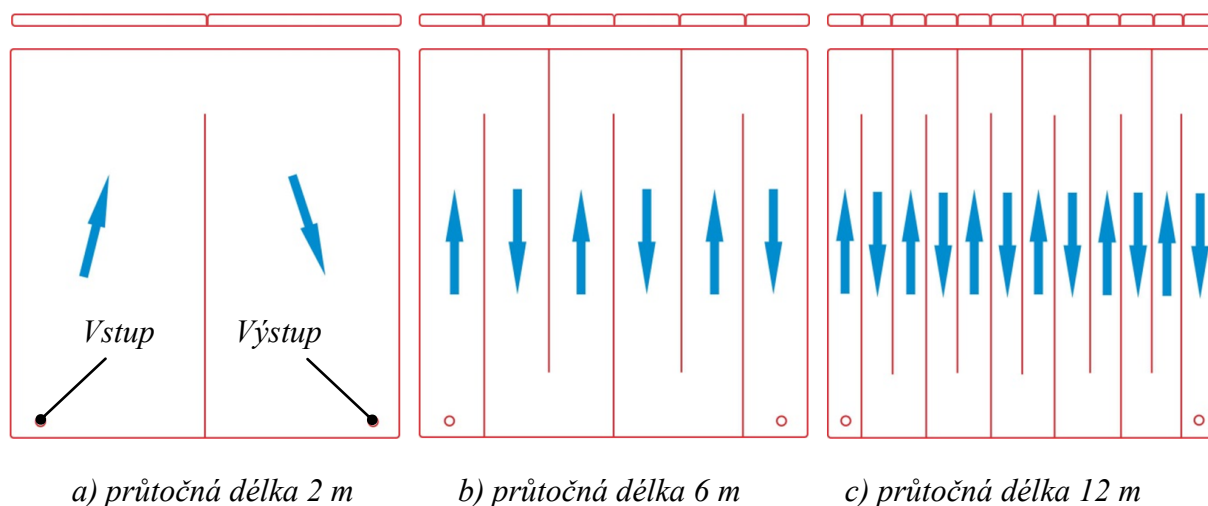 Vstup
Výstup
a) průtočná délka 2 m
b) průtočná délka 6 m
c) průtočná délka 12 m